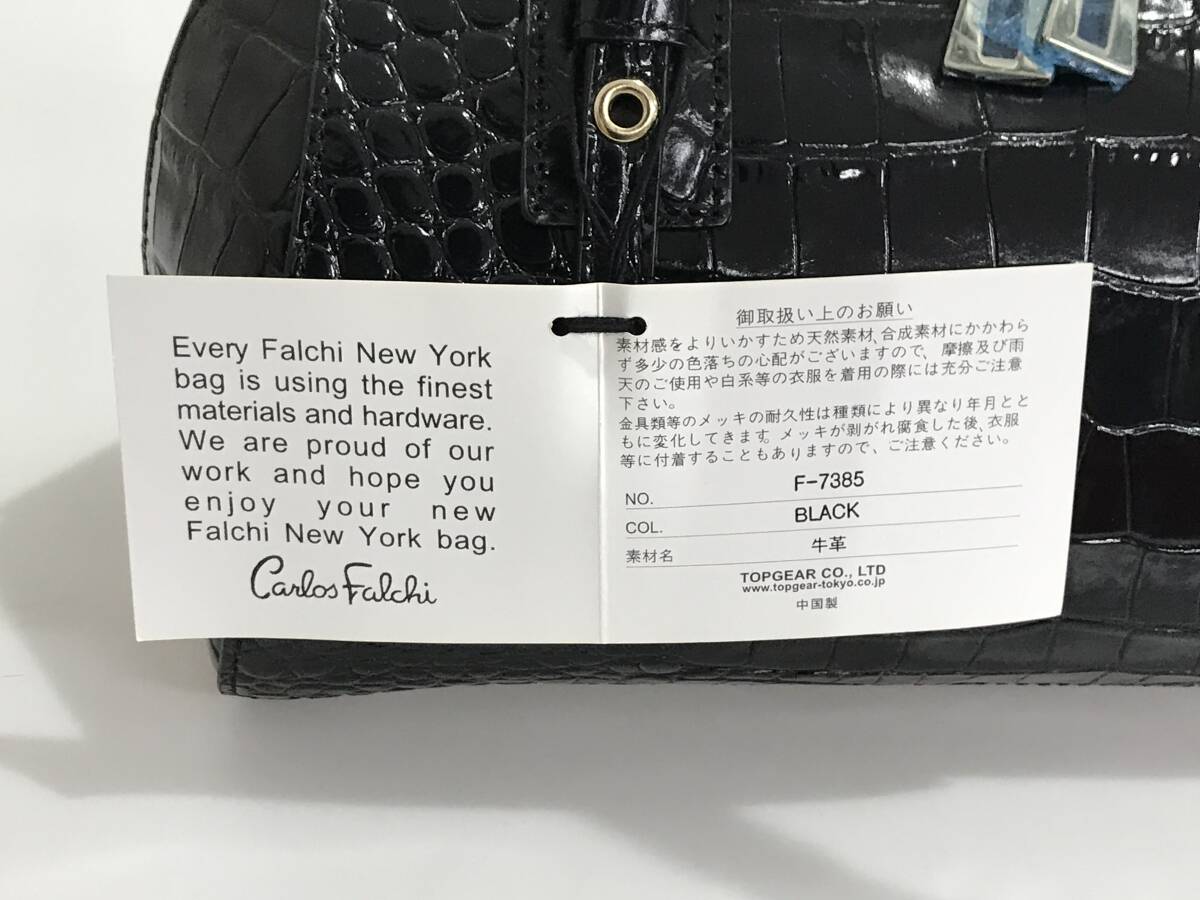 Every Falchi New York
bag is using the finest
materials and hardware.
We are proud of our
work and hope you
enjoy your new
Falchi New York bag.
Carlos Falchi
御取扱い上のお願い
素材感をよりいかすため天然素材、合成素材にかかわら
ず多少の色落ちの心配がございますので、摩擦及び雨
天のご使用や白系等の衣服を着用の際には充分ご注意
下さい。
金具類等のメッキの耐久性は種類により異なり年月とと
もに変化してきます。メッキが剥がれ腐食した後、衣服
等に付着することもありますので、ご注意ください。
NO. F-7385
COL. BLACK
素材名 牛革
TOPGEAR CO., LTD
www.topgear-tokyo.co.jp
中国製